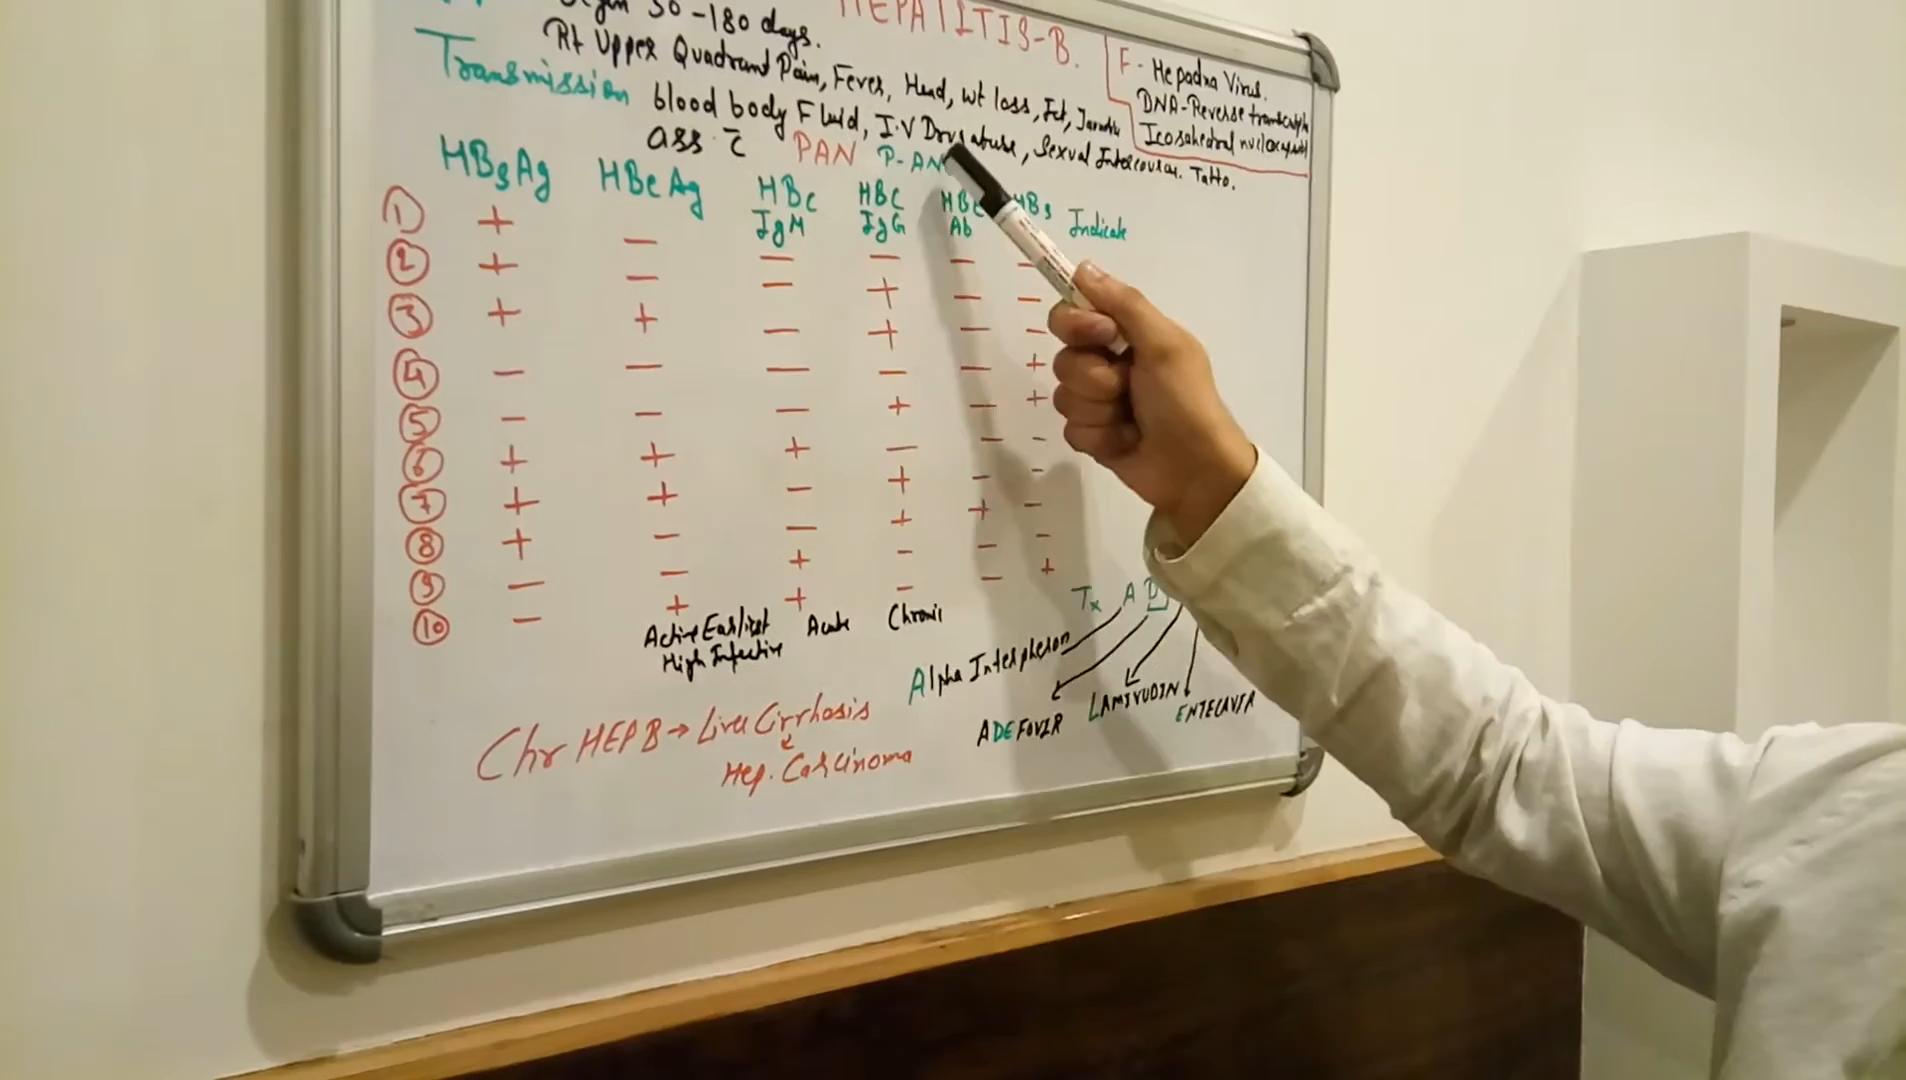 30-180 days.
HEPATITIS-B.
Rt Upper Quadrant Pain, Fever, Head, wt loss,
Transmission blood body Fluid, I.V Drug abuse, Sexual Intercourse. Tatto.
F- Hepadna Virus.
DNA-Reverse
Icosahedral
ass c̄ PAN P-AN
HBsAg HBeAg HBc IgM HBc IgG HBe Ab HBs Indicate
① + - - - - -
② + - - + - -
③ + + - + - -
④ - - - - - +
⑤ - - - + - +
⑥ + + + - - -
⑦ + + - + - -
⑧ + - - + + -
⑨ - - + - - -
⑩ - + + - - +
Active Earliest Acute Chronic
High Infective
Tx A
Alpha Interpheron
ADEFOVIR LAMIVUDIN ENTECAVIR
Chr HEP B → Liver Cirrhosis
Hep. Carcinoma